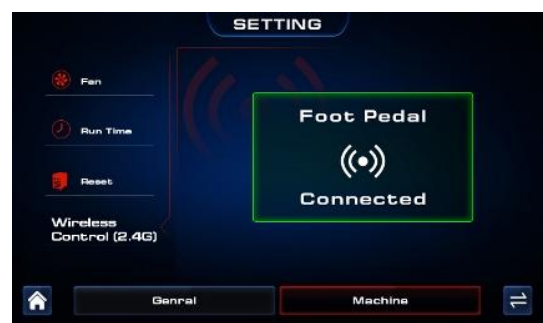 SETTING
Fan
Run Time
Reset
Wireless
Control (2.4G)
Foot Pedal
Connected
Genral
Machine